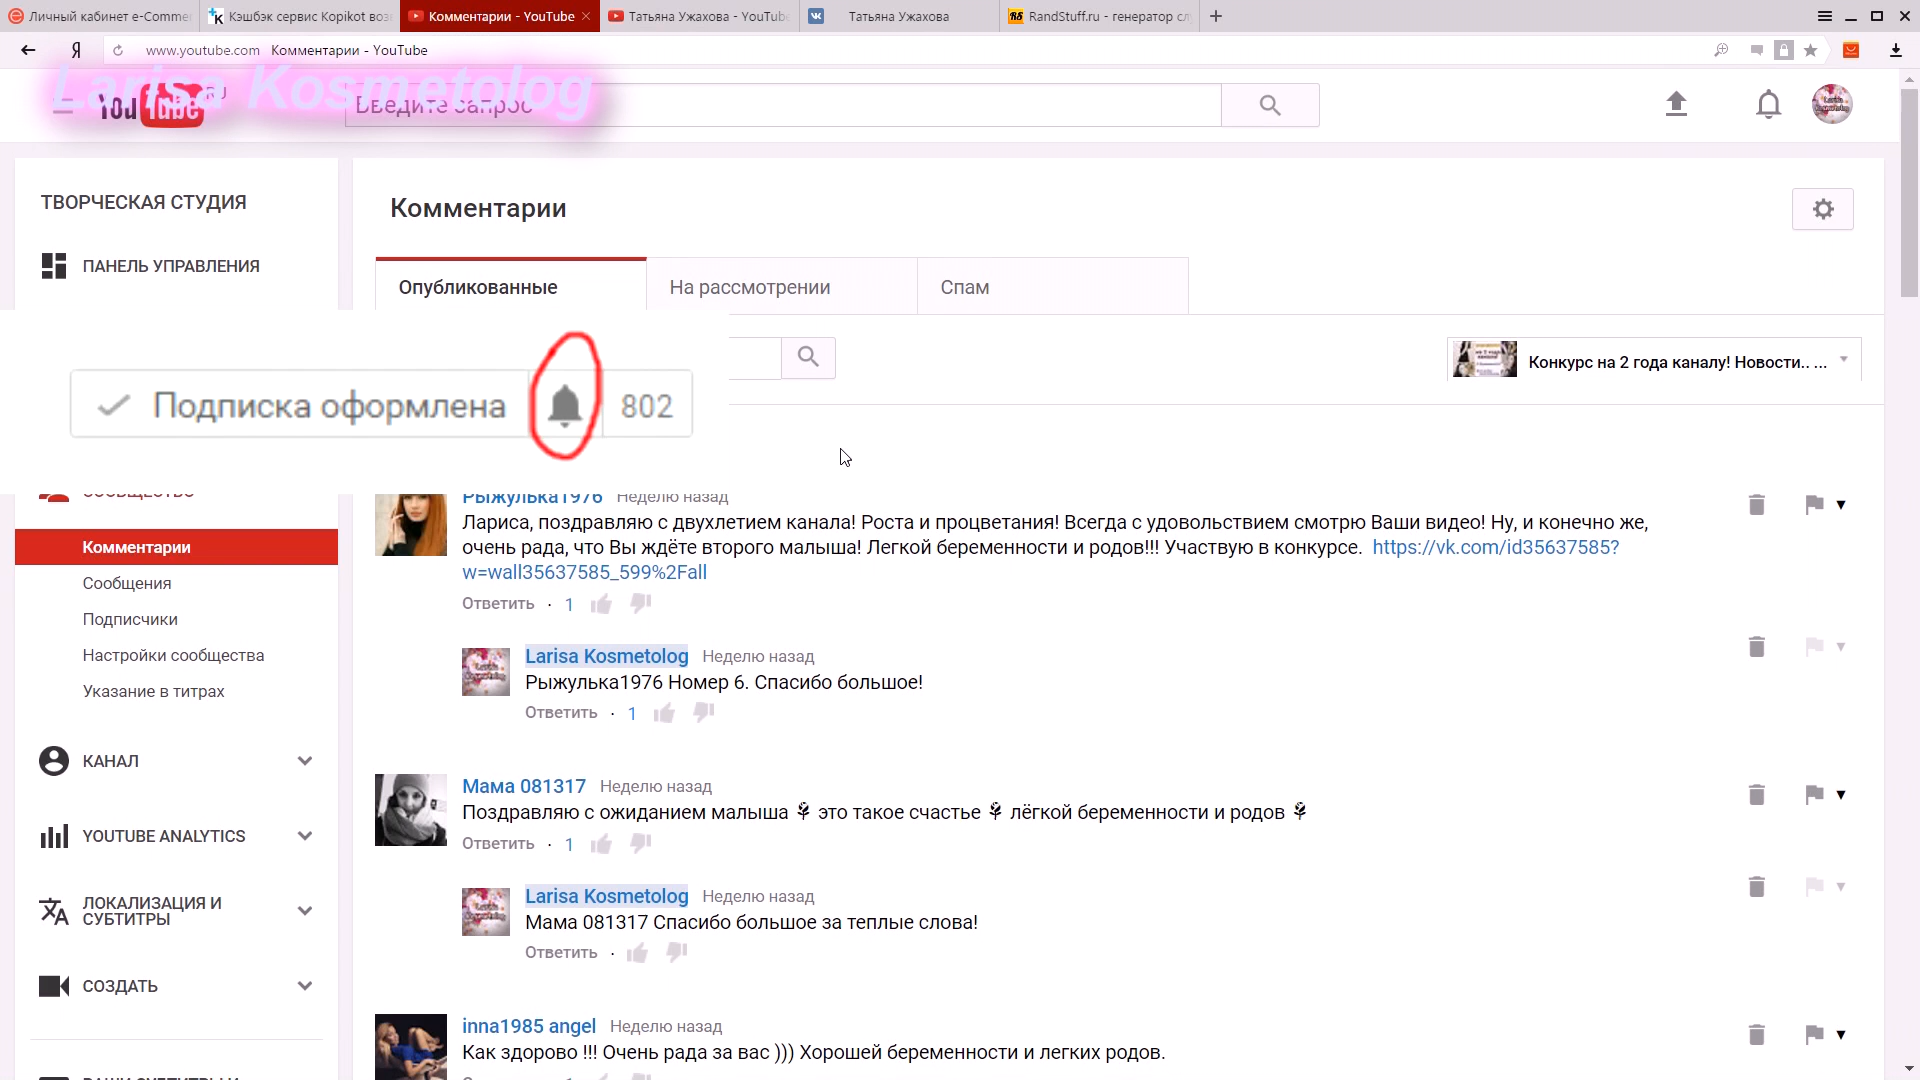 Личный кабинет e-Comme
Кэшбэк сервис Kopikot воз
Комментарии - YouTube
Татьяна Ужахова - YouTube
Татьяна Ужахова
RandStuff.ru - генератор сл
www.youtube.com Комментарии - YouTube
Larisa Kosmetolog
YouTube RU
Введите запрос
ТВОРЧЕСКАЯ СТУДИЯ
ПАНЕЛЬ УПРАВЛЕНИЯ
Комментарии
Опубликованные
На рассмотрении
Спам
Подписка оформлена
802
Конкурс на 2 года каналу! Новости.. ...
СООБЩЕСТВО
Комментарии
Сообщения
Подписчики
Настройки сообщества
Указание в титрах
КАНАЛ
YOUTUBE ANALYTICS
ЛОКАЛИЗАЦИЯ И
СУБТИТРЫ
СОЗДАТЬ
Рыжулька1976 Неделю назад
Лариса, поздравляю с двухлетием канала! Роста и процветания! Всегда с удовольствием смотрю Ваши видео! Ну, и конечно же,
очень рада, что Вы ждёте второго малыша! Легкой беременности и родов!!! Участвую в конкурсе. https://vk.com/id35637585?
w=wall35637585_599%2Fall
Ответить · 1
Larisa Kosmetolog Неделю назад
Рыжулька1976 Номер 6. Спасибо большое!
Ответить · 1
Мама 081317 Неделю назад
Поздравляю с ожиданием малыша ⚘ это такое счастье ⚘ лёгкой беременности и родов ⚘
Ответить · 1
Larisa Kosmetolog Неделю назад
Мама 081317 Спасибо большое за теплые слова!
Ответить ·
inna1985 angel Неделю назад
Как здорово !!! Очень рада за вас ))) Хорошей беременности и легких родов.